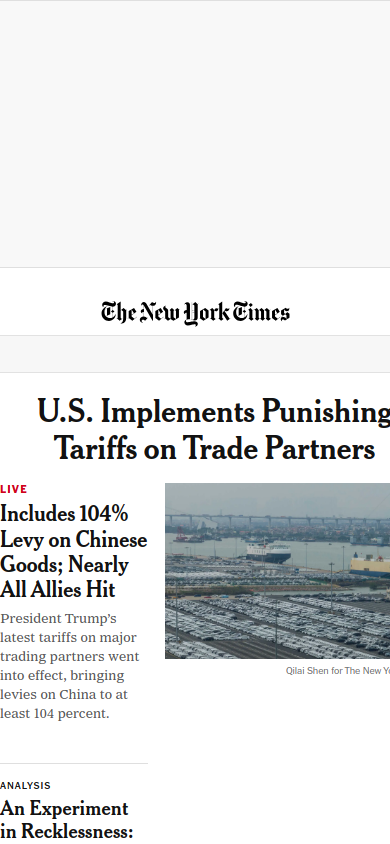 The New York Times
U.S. Implements Punishing
Tariffs on Trade Partners
LIVE
Includes 104%
Levy on Chinese
Goods; Nearly
All Allies Hit
President Trump's
latest tariffs on major
trading partners went
into effect, bringing
levies on China to at
least 104 percent.
Qilai Shen for The New Yo
ANALYSIS
An Experiment
in Recklessness: